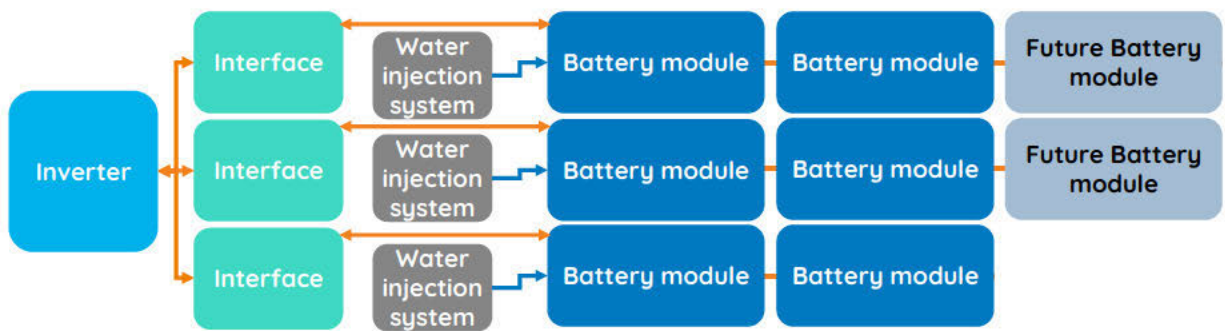 Inverter
Interface
Water
injection
system
Battery module
Battery module
Future Battery
module
Interface
Water
injection
system
Battery module
Battery module
Future Battery
module
Interface
Water
injection
system
Battery module
Battery module